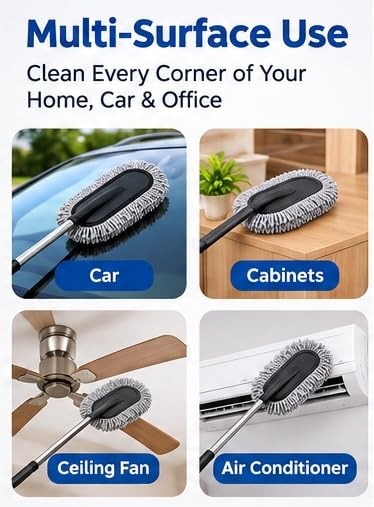 Multi-Surface Use
Clean Every Corner of Your
Home, Car & Office
Car
Cabinets
Ceiling Fan
Air Conditioner